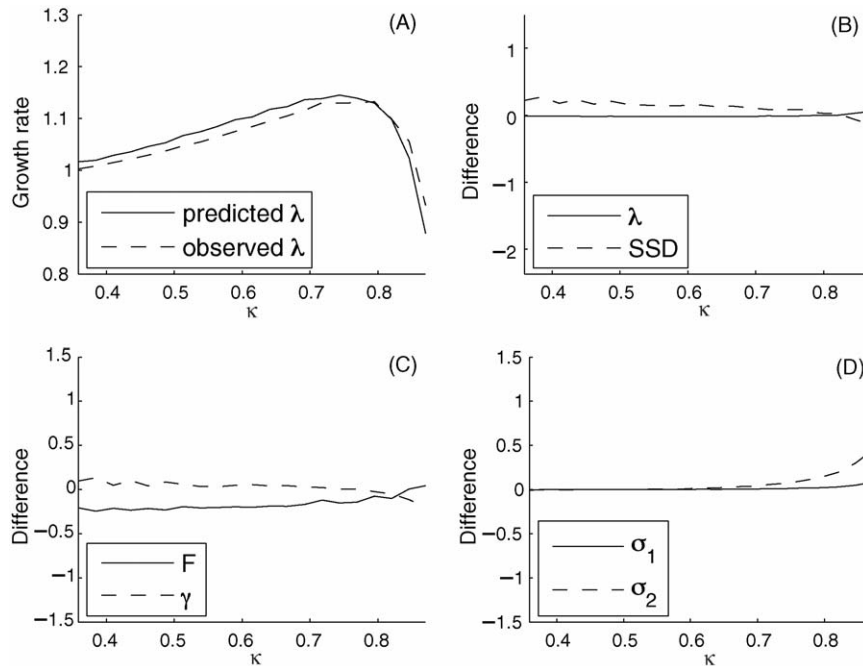 (A)
1.3
1.2
1.1
1
0.9
0.8
Growth rate
predicted λ
observed λ
0.4 0.5 0.6 0.7 0.8
κ
(B)
1
0
−1
−2
Difference
λ
SSD
0.4 0.5 0.6 0.7 0.8
κ
(C)
1.5
1
0.5
0
−0.5
−1
−1.5
Difference
F
γ
0.4 0.5 0.6 0.7 0.8
κ
(D)
1.5
1
0.5
0
−0.5
−1
−1.5
Difference
σ1
σ2
0.4 0.5 0.6 0.7 0.8
κ